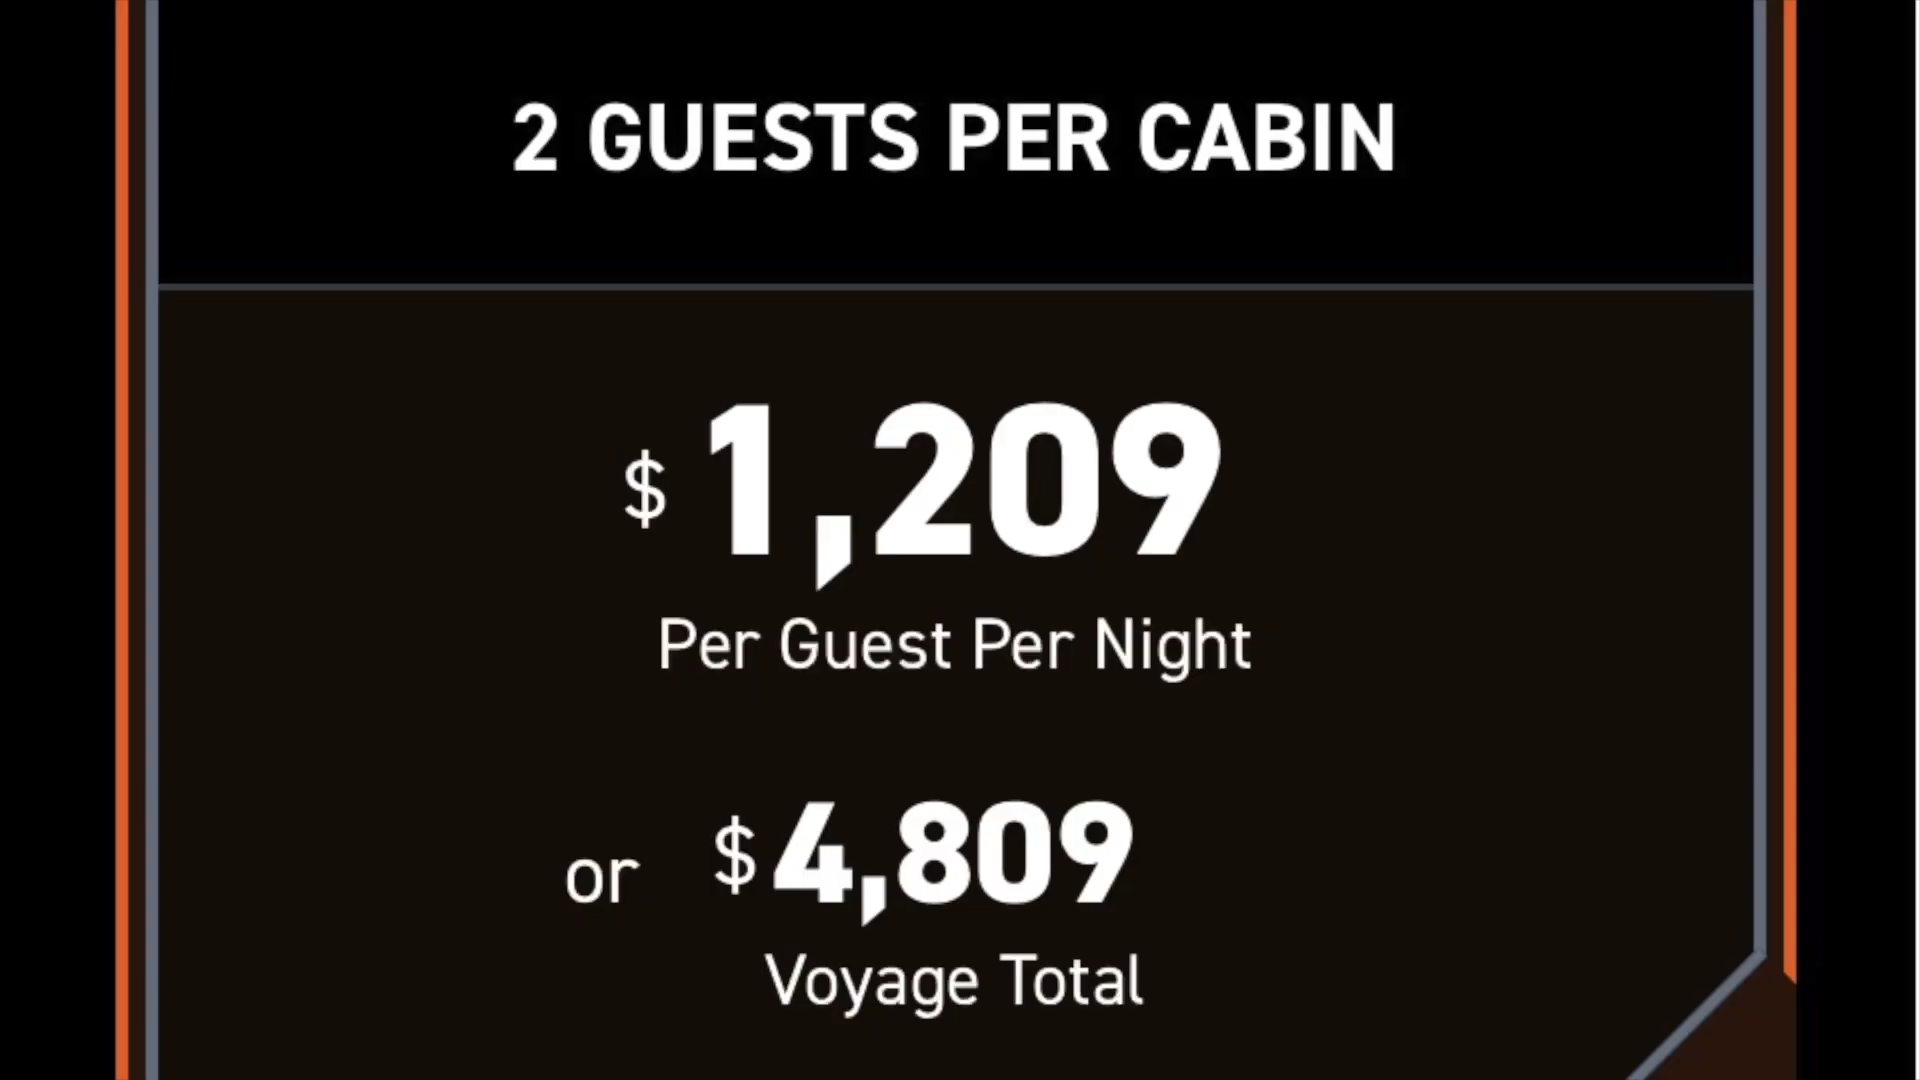 2 GUESTS PER CABIN
$ 1,209
Per Guest Per Night
or $4,809
Voyage Total